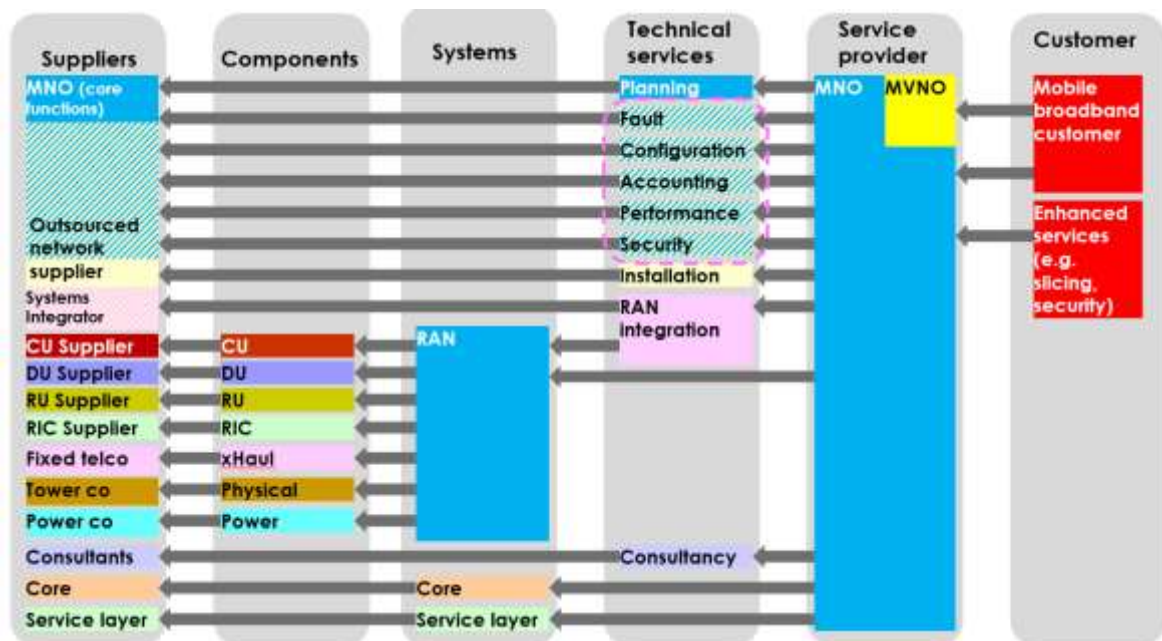 Suppliers
MNO (core
functions)
Outsourced
network
supplier
Systems
Integrator
CU Supplier
DU Supplier
RU Supplier
RIC Supplier
Fixed telco
Tower co
Power co
Consultants
Core
Service layer
Components
CU
DU
RU
RIC
xHaul
Physical
Power
Systems
RAN
Core
Service layer
Technical
services
Planning
Fault
Configuration
Accounting
Performance
Security
Installation
RAN
integration
Consultancy
Service
provider
MNO
MVNO
Customer
Mobile
broadband
customer
Enhanced
services
(e.g.
slicing,
security)